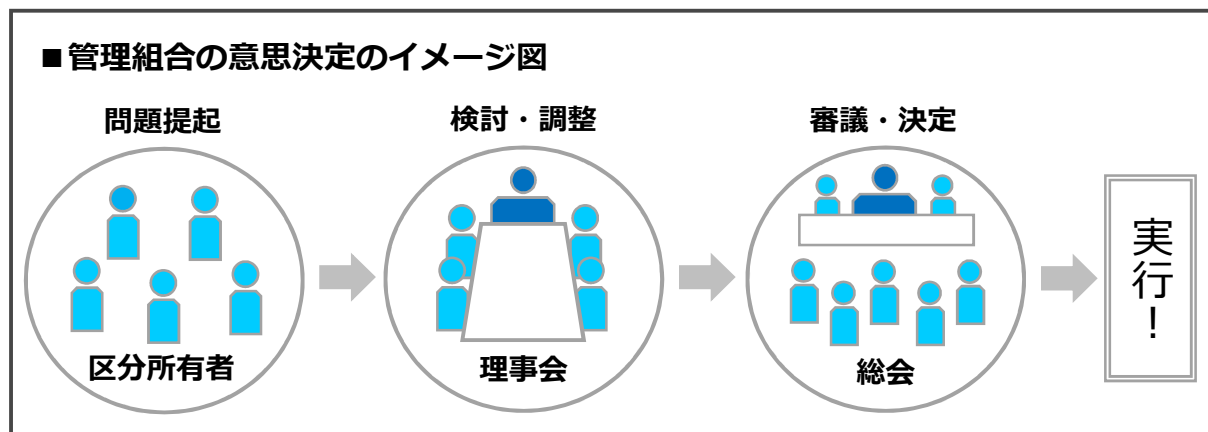 ■管理組合の意思決定のイメージ図
問題提起
検討・調整
審議・決定
区分所有者
理事会
総会
実行！